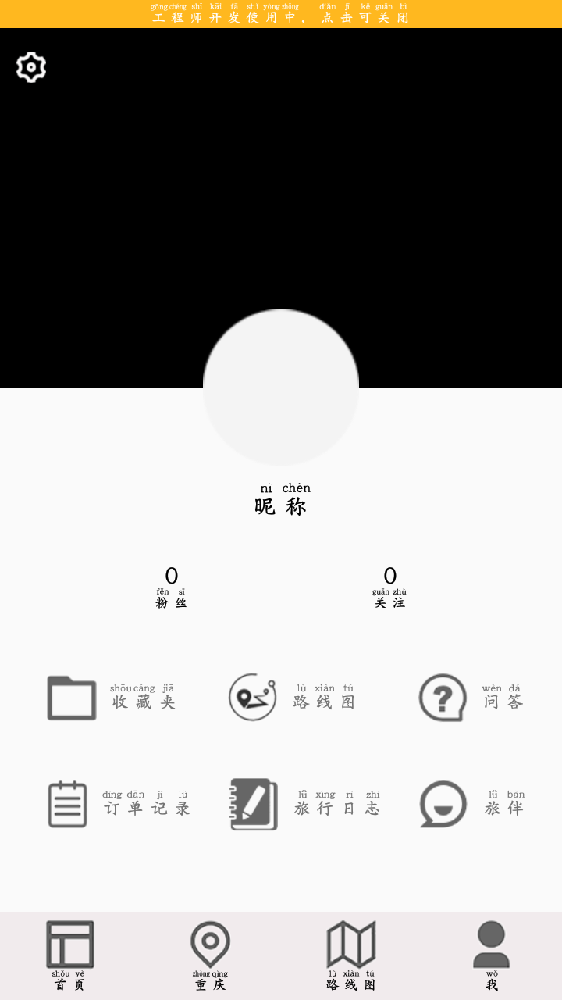 gōng chéng shī kāi fā shǐ yòng zhōng diǎn jī kě guān bì
工程师开发使用中，点击可关闭
nì chèn
昵称
0 0
fěn sī guān zhù
粉丝 关注
shōu cáng jiā lù xiàn tú wèn dá
收藏夹 路线图 问答
dìng dān jì lù lǚ xíng rì zhì lǚ bàn
订单记录 旅行日志 旅伴
shǒu yè zhòng qìng lù xiàn tú wǒ
首页 重庆 路线图 我